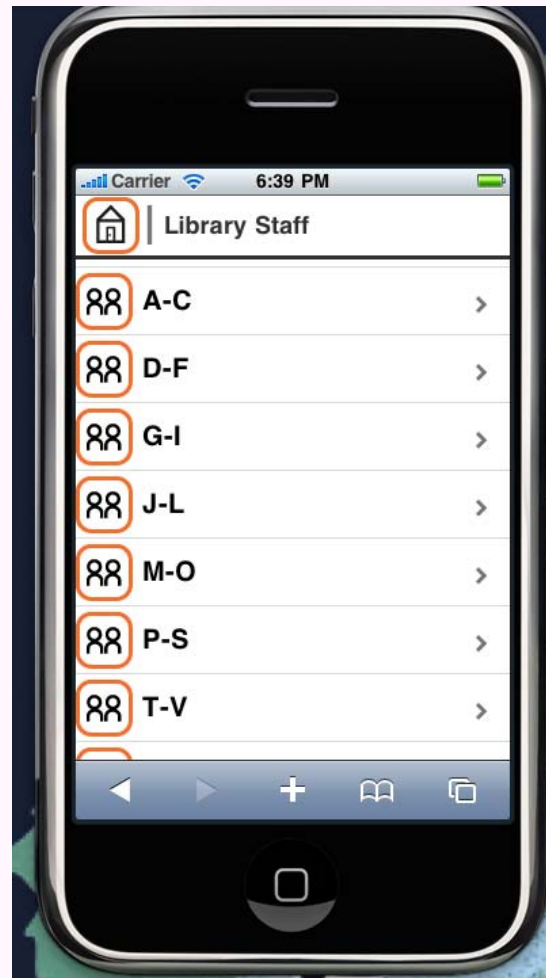 Carrier 6:39 PM
Library Staff
A-C
D-F
G-I
J-L
M-O
P-S
T-V